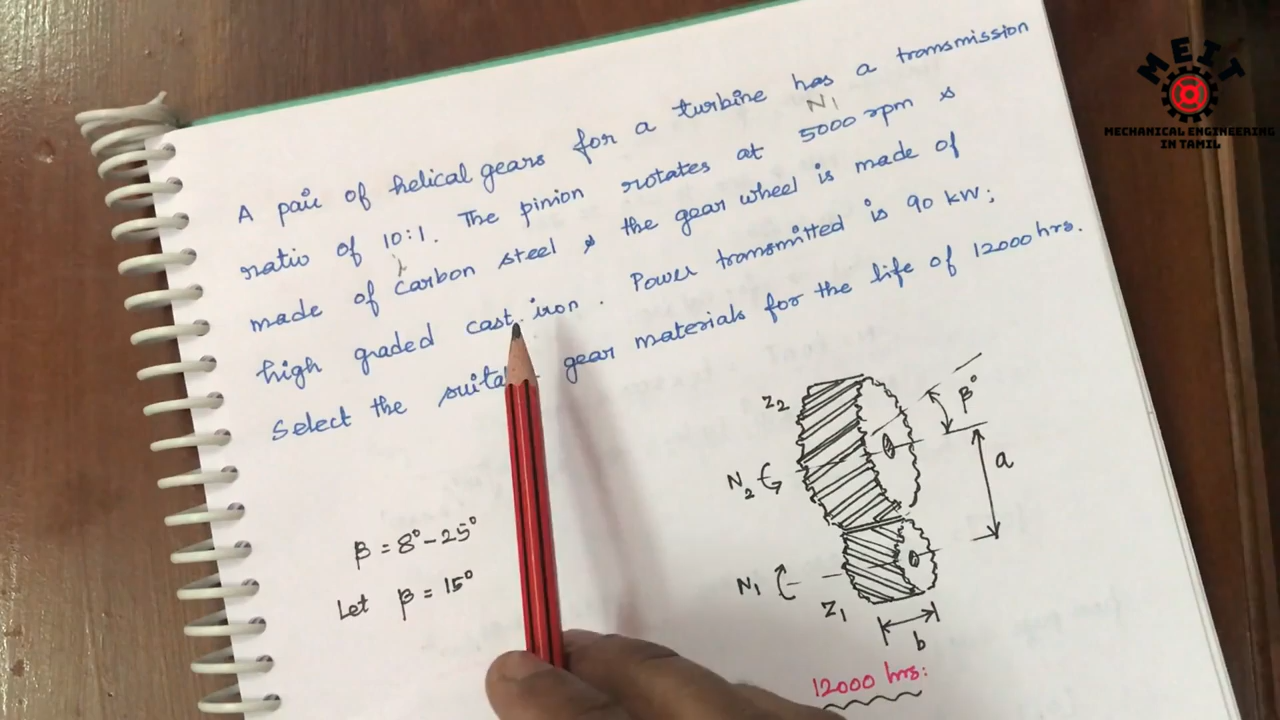 A pair of helical gears for a turbine has a transmission
N1
ratio of 10:1. The pinion rotates at 5000 rpm &
i
made of carbon steel & the gear wheel is made of
high graded cast iron. Power transmitted is 90 kW;
Select the suita gear materials for the life of 12000 hrs.
β = 8° - 25°
Let β = 15°
Z2
β°
a
N2
N1
Z1
b
12000 hrs:
MEIT
MECHANICAL ENGINEERING
IN TAMIL